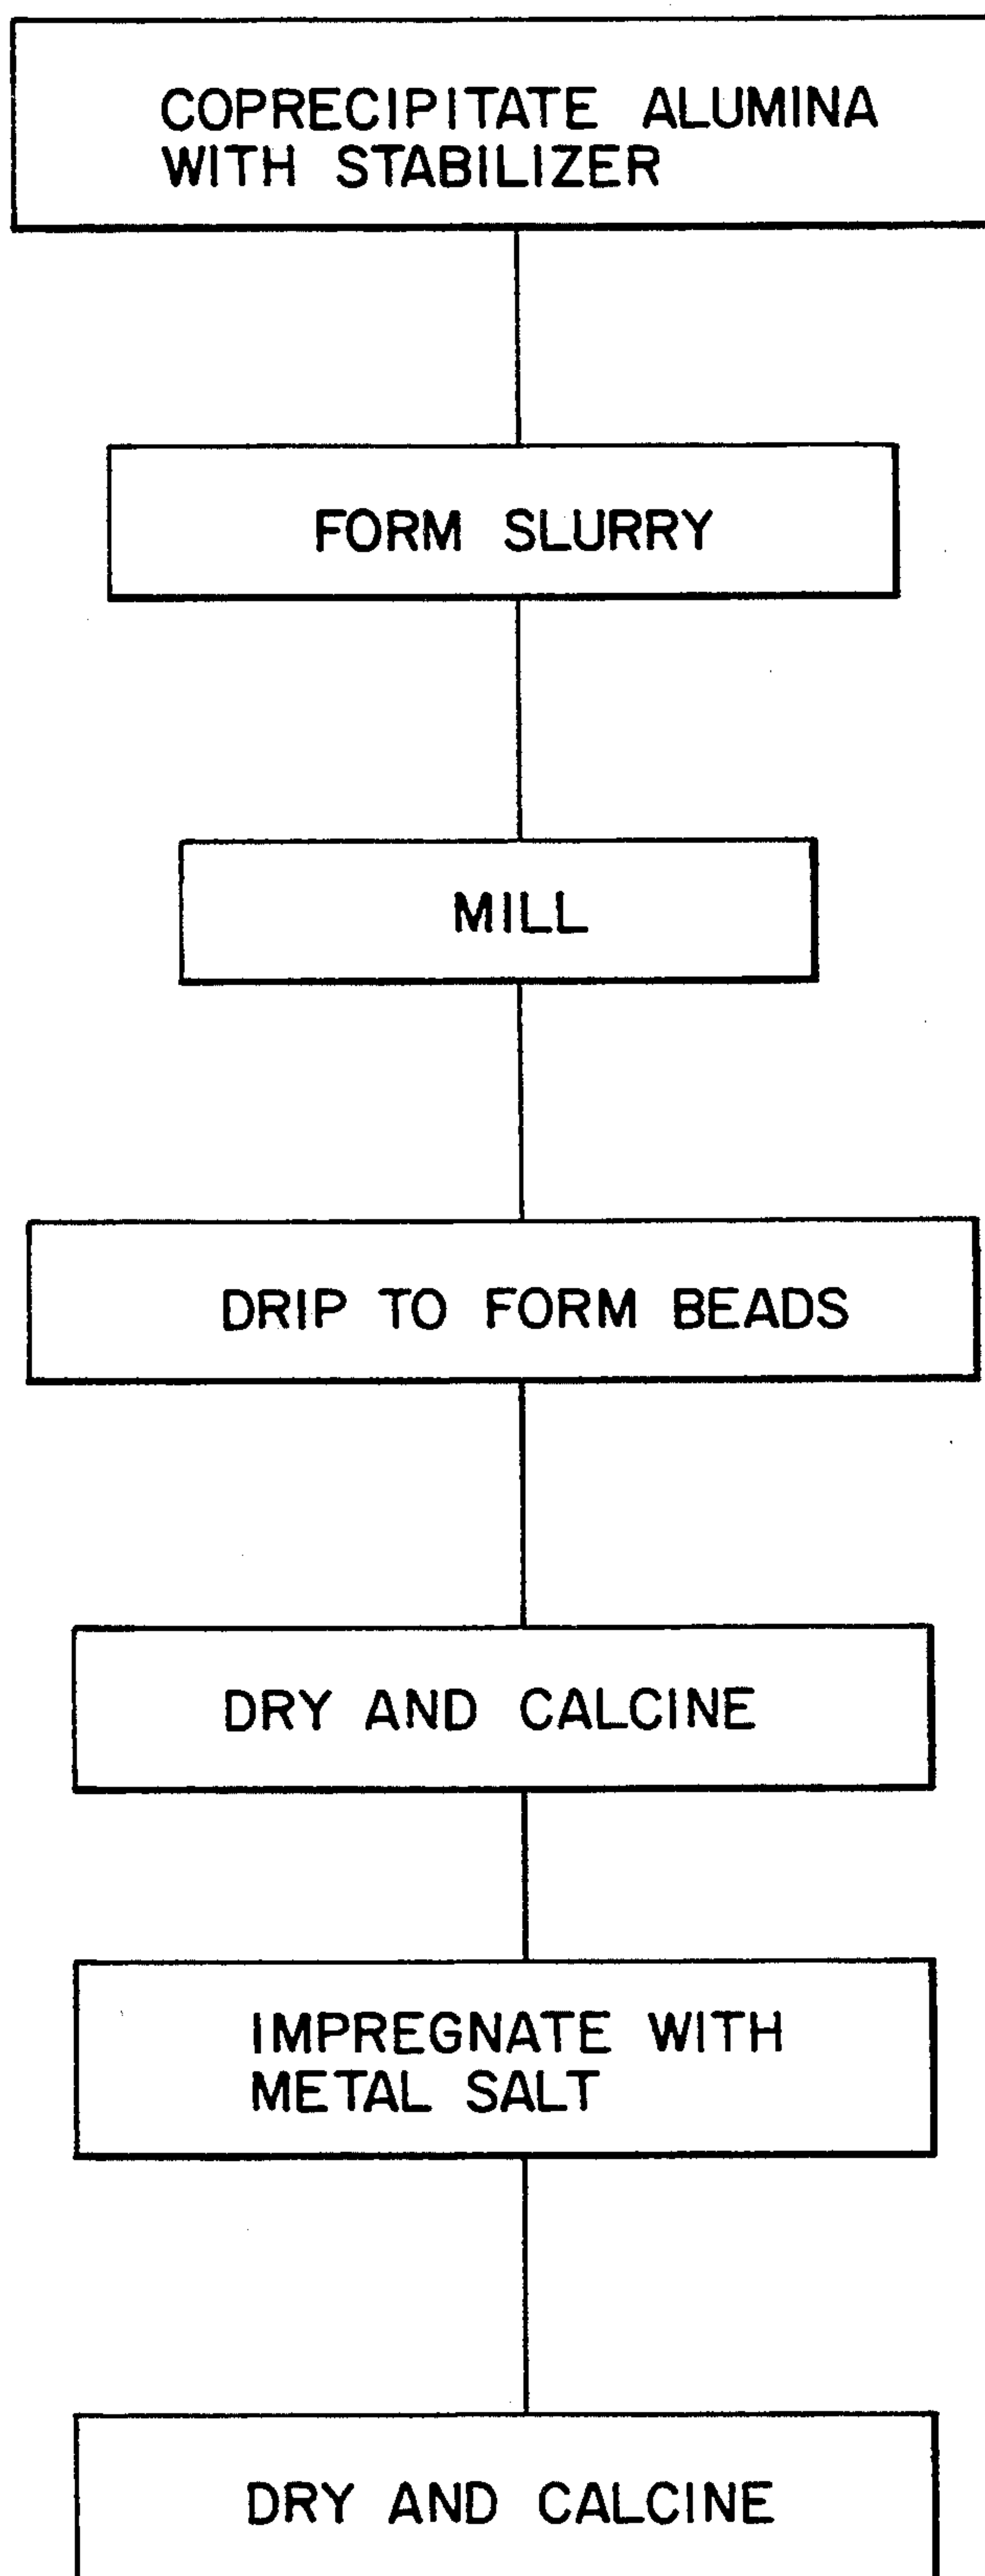 COPRECIPITATE ALUMINA
WITH STABILIZER
FORM SLURRY
MILL
DRIP TO FORM BEADS
DRY AND CALCINE
IMPREGNATE WITH
METAL SALT
DRY AND CALCINE